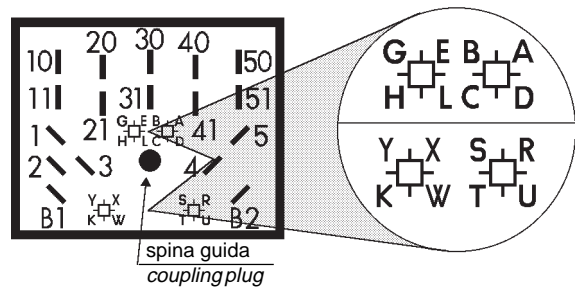 10 20 30 40 50
11 31 51
G E B A
H L C D
1 21 41 5
2 3 4
Y X S R
K W T U
B1 B2
spina guida
coupling plug
G E B A
H L C D
Y X S R
K W T U